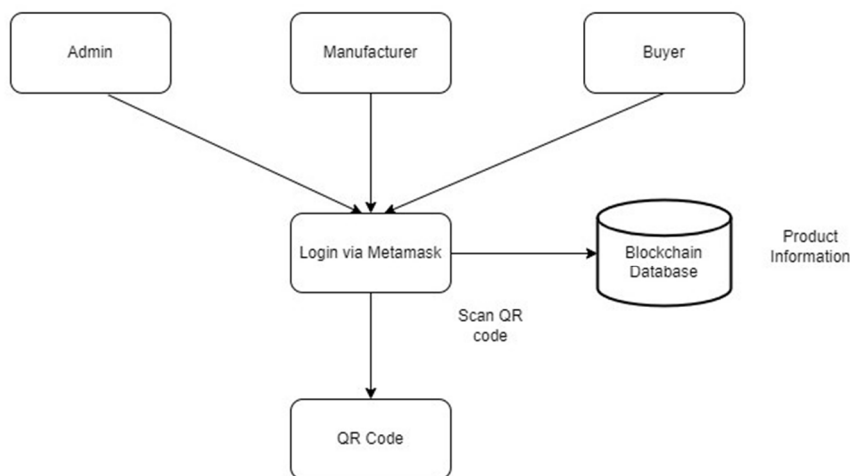 Admin
Manufacturer
Buyer
Login via Metamask
Blockchain
Database
Product
Information
Scan QR
code
QR Code